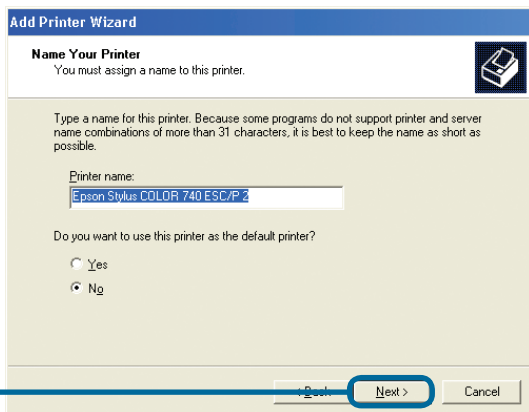 Add Printer Wizard
Name Your Printer
You must assign a name to this printer.
Type a name for this printer. Because some programs do not support printer and server
name combinations of more than 31 characters, it is best to keep the name as short as
possible.
Printer name:
Epson Stylus COLOR 740 ESC/P 2
Do you want to use this printer as the default printer?
Yes
No
< Back Next > Cancel